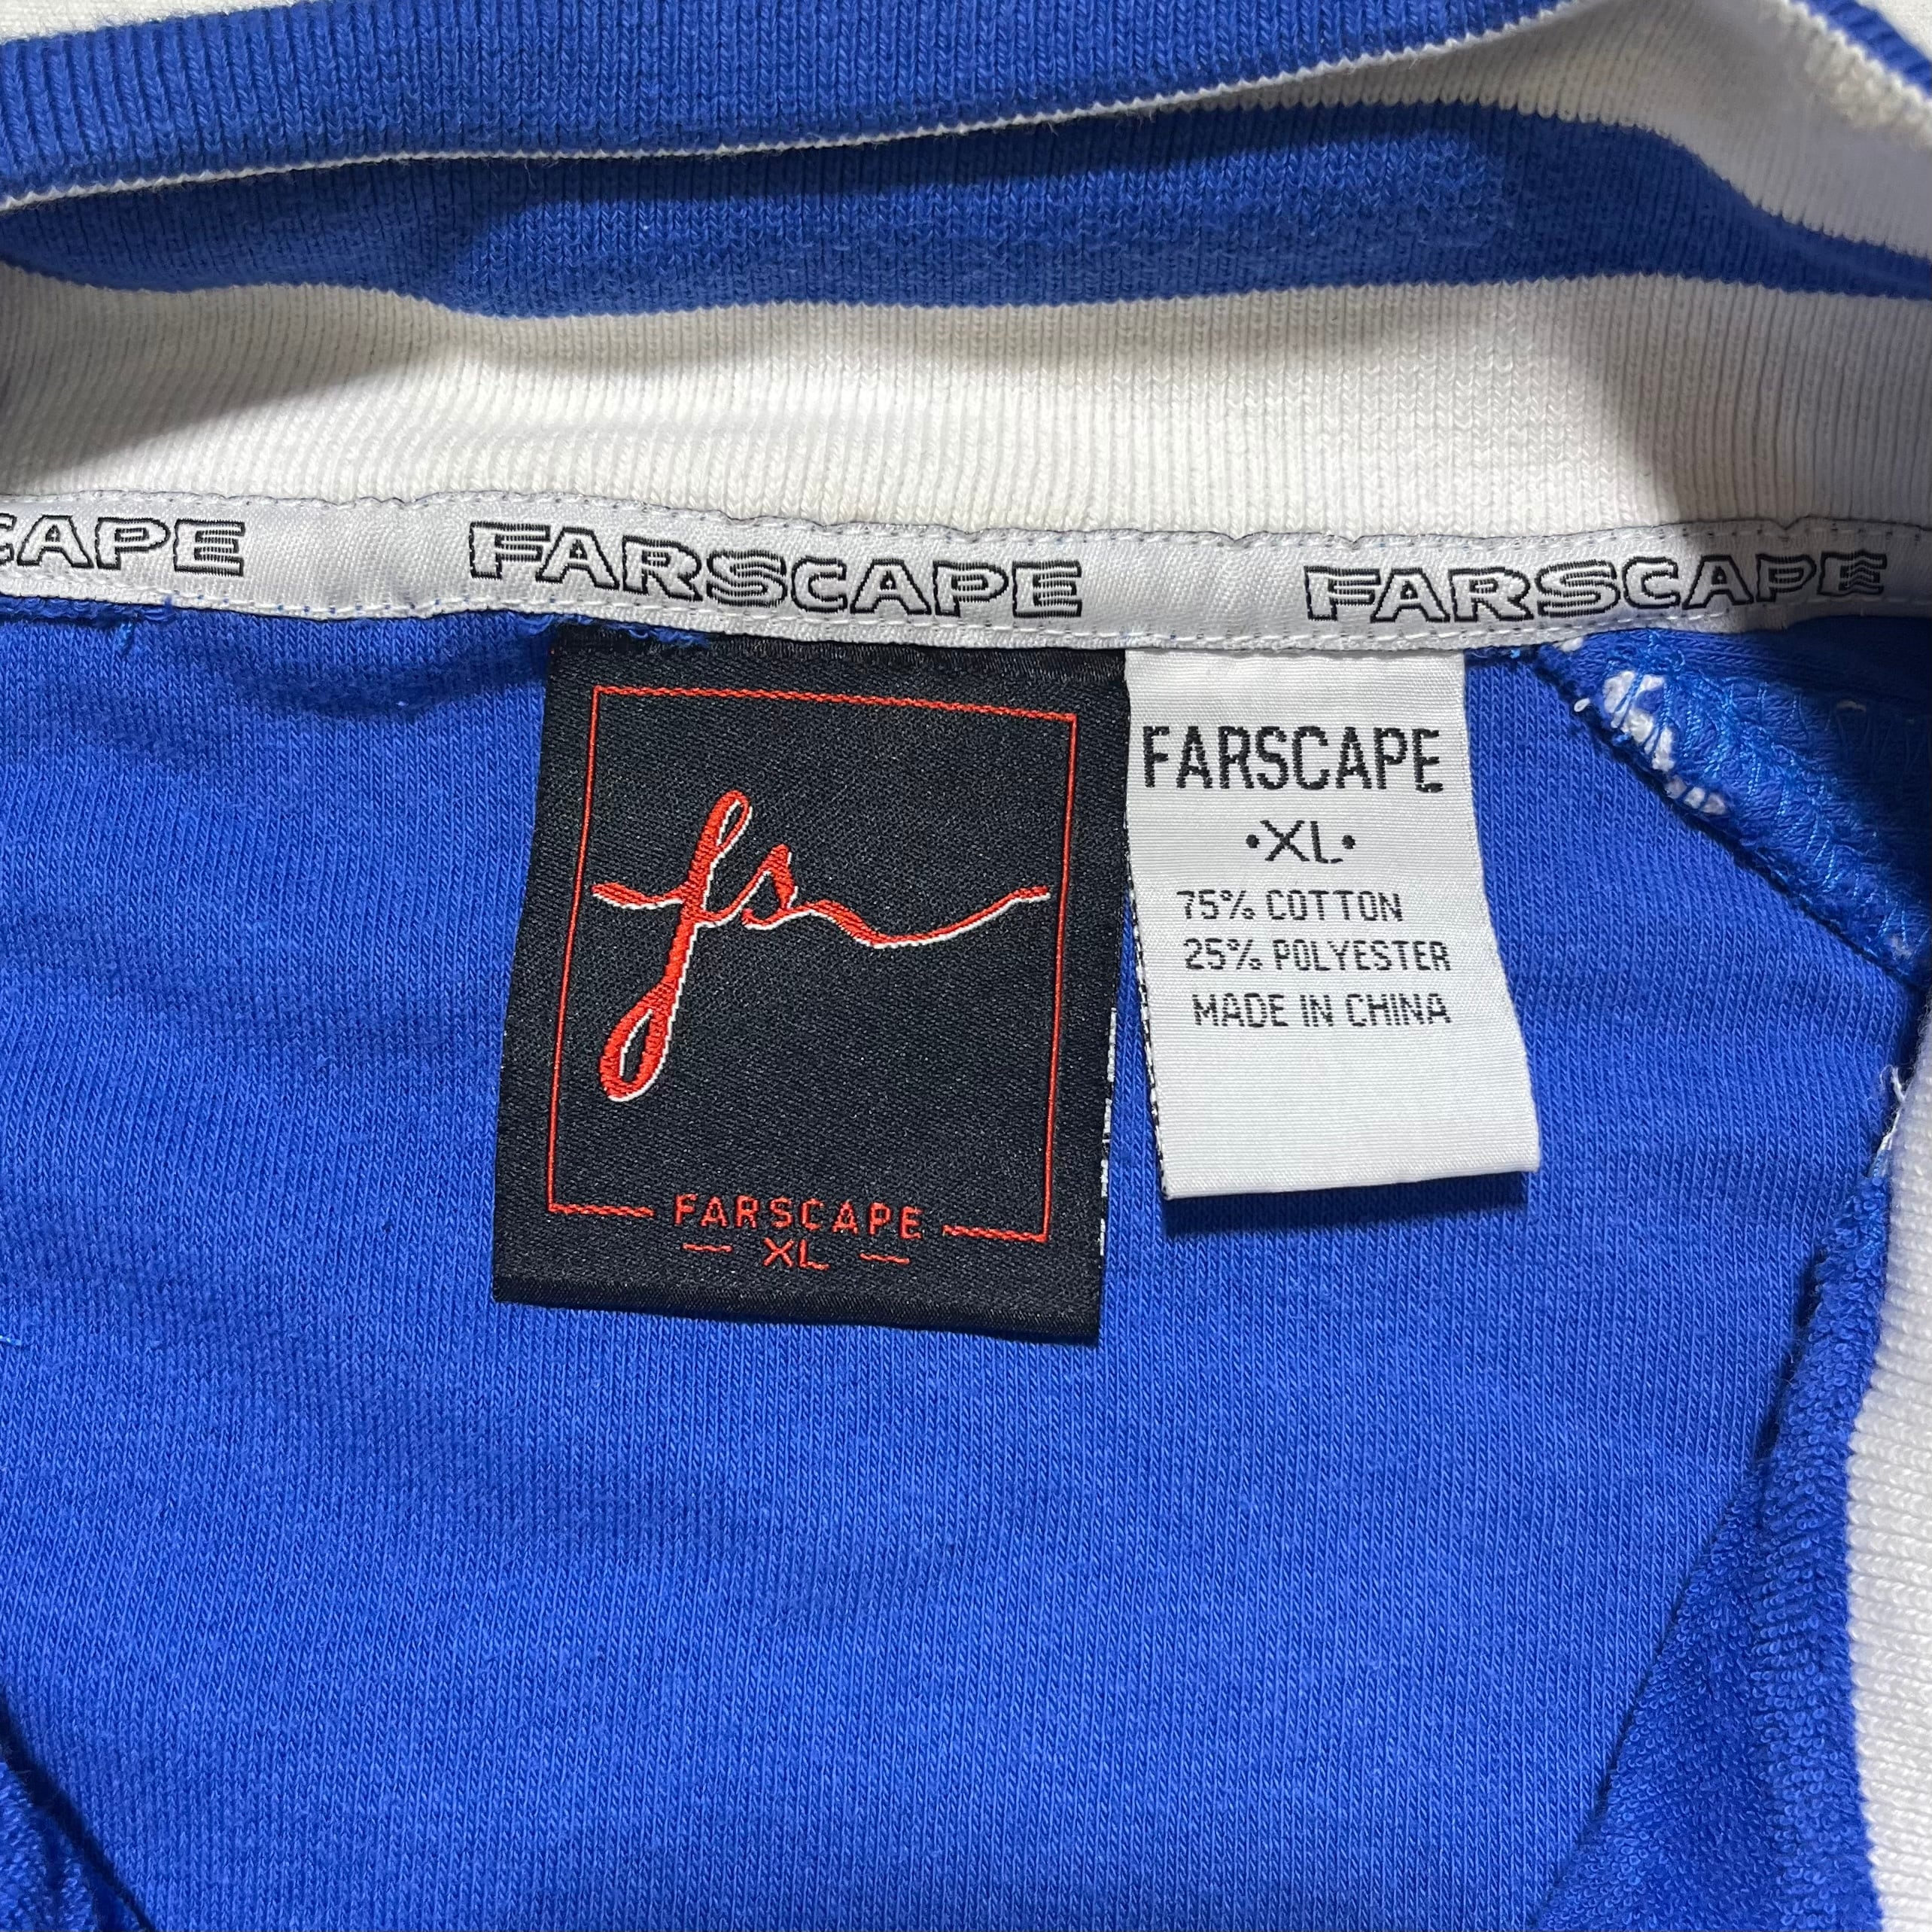 CAPE FARSCAPE FARSCAPE
fs
FARSCAPE
XL
FARSCAPE
•XL•
75% COTTON
25% POLYESTER
MADE IN CHINA